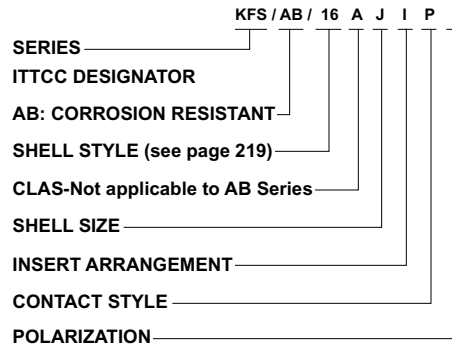 KFS / AB / 16 A J I P
SERIES
ITTCC DESIGNATOR
AB: CORROSION RESISTANT
SHELL STYLE (see page 219)
CLAS-Not applicable to AB Series
SHELL SIZE
INSERT ARRANGEMENT
CONTACT STYLE
POLARIZATION